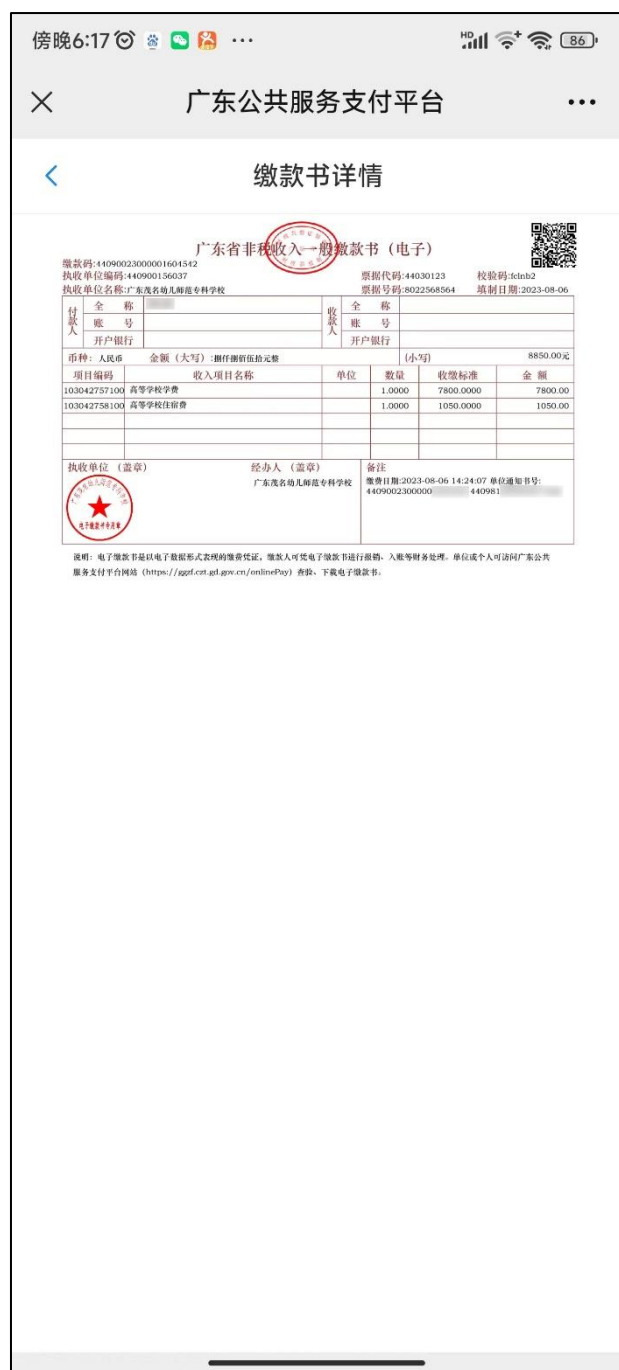 傍晚6:17
HD 86
广东公共服务支付平台
缴款书详情
广东省非税收入一般缴款书（电子）
缴款码:44090023000001604542
执收单位编码:440900156037 票据代码:44030123 校验码:fclnb2
执收单位名称:广东茂名幼儿师范专科学校 票据号码:8022568564 填制日期:2023-08-06
付款人 全 称 收款人 全 称
账 号 账 号
开户银行 开户银行
币种：人民币 金额（大写）:捌仟捌佰伍拾元整 (小写) 8850.00元
项目编码 收入项目名称 单位 数量 收缴标准 金 额
103042757100 高等学校学费 1.0000 7800.0000 7800.00
103042758100 高等学校住宿费 1.0000 1050.0000 1050.00
执收单位（盖章） 经办人（盖章） 备注
广东茂名幼儿师范专科学校 缴费日期:2023-08-06 14:24:07 单位通知书号:
4409002300000 440981
电子缴款书专用章
说明：电子缴款书是以电子数据形式表现的缴费凭证。缴款人可凭电子缴款书进行报销、入账等财务处理。单位或个人可访问广东公共
服务支付平台网站（https://ggzf.czt.gd.gov.cn/onlinePay）查验、下载电子缴款书。